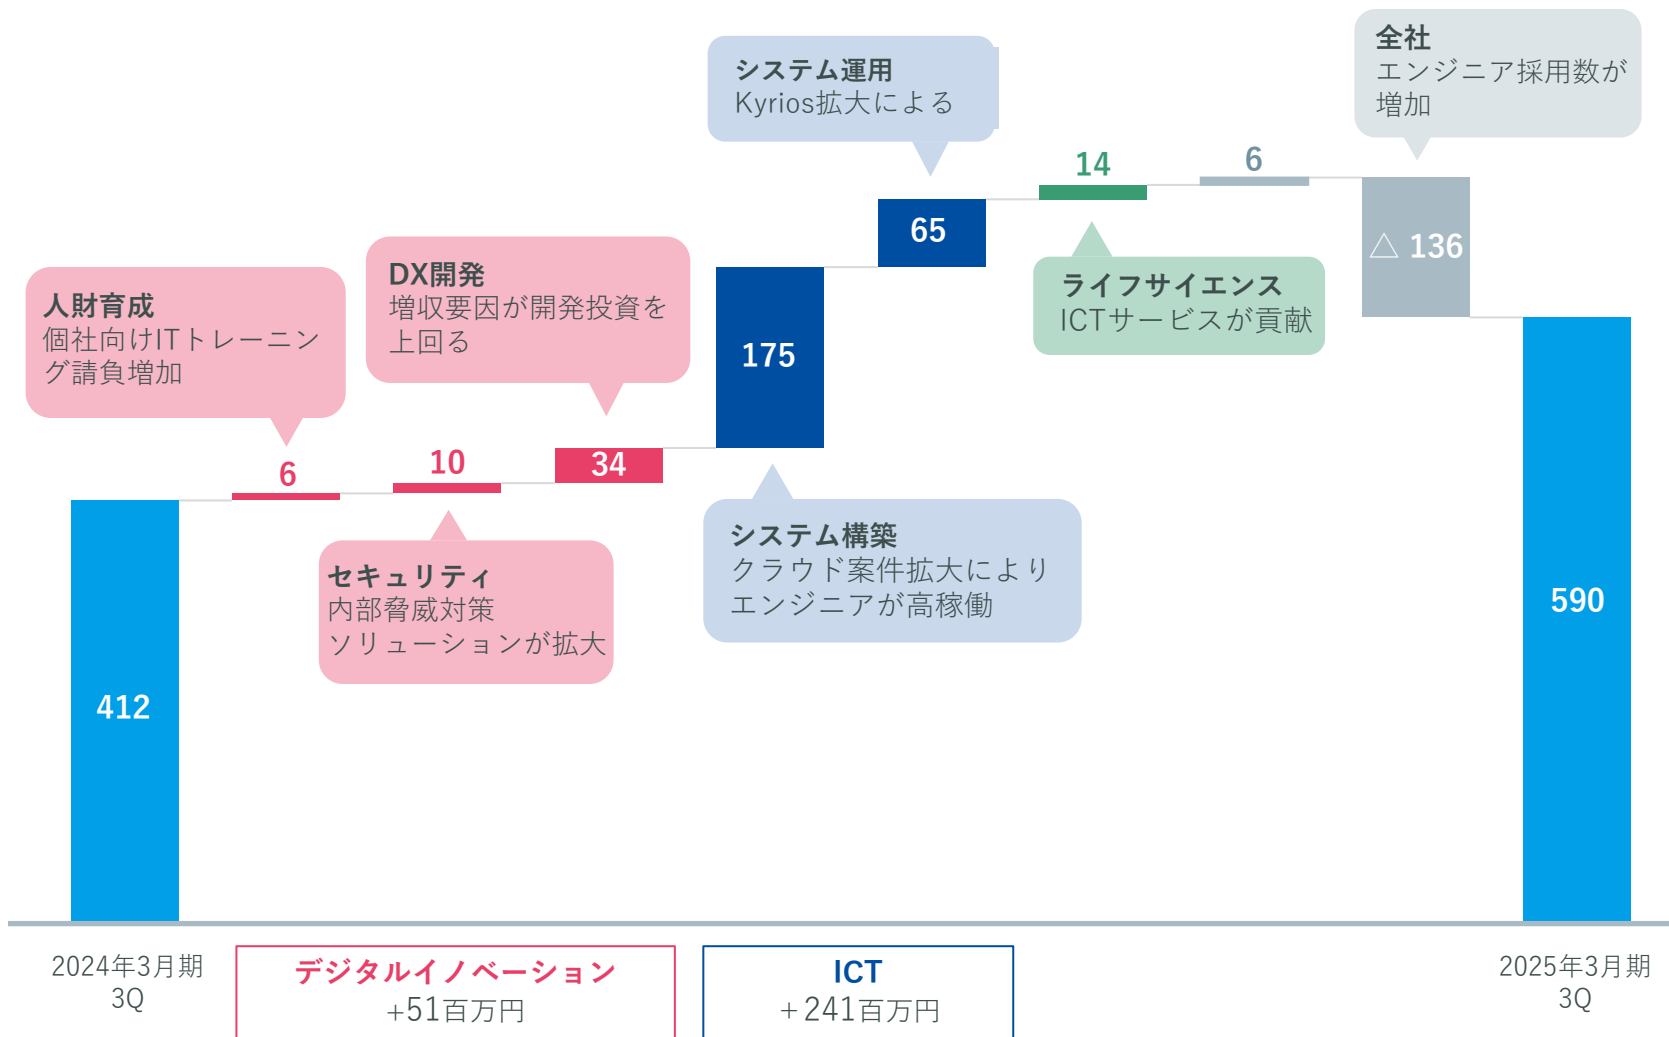 システム運用
Kyrios拡大による
全社
エンジニア採用数が
増加
14
6
65
△ 136
DX開発
増収要因が開発投資を
上回る
人財育成
個社向けITトレーニン
グ請負増加
ライフサイエンス
ICTサービスが貢献
175
6
10
34
システム構築
クラウド案件拡大により
エンジニアが高稼働
セキュリティ
内部脅威対策
ソリューションが拡大
412
590
2024年3月期
3Q
デジタルイノベーション
+51百万円
ICT
+241百万円
2025年3月期
3Q